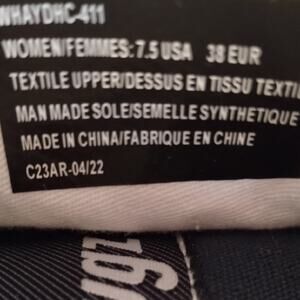 WHAYDHC-411
WOMEN/FEMMES: 7.5 USA 38 EUR
TEXTILE UPPER/DESSUS EN TISSU TEXTI
MAN MADE SOLE/SEMELLE SYNTHETIQUE
MADE IN CHINA/FABRIQUE EN CHINE
C23AR-04/22